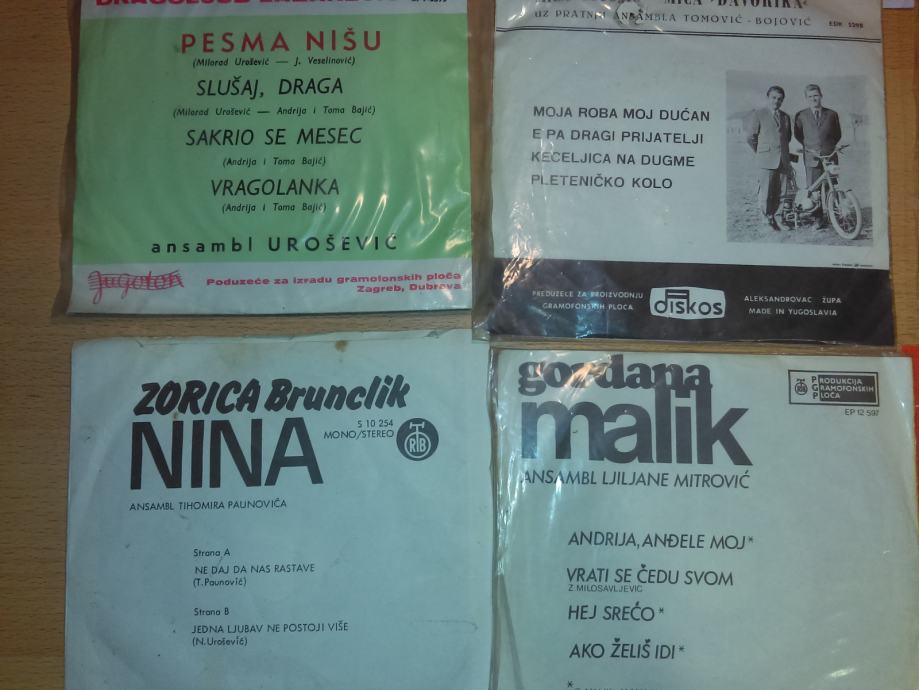 PESMA NIŠU
(Milorad Urošević — J. Veselinović)
SLUŠAJ, DRAGA
(Milorad Urošević — Andrija i Toma Bajić)
SAKRIO SE MESEC
(Andrija i Toma Bajić)
VRAGOLANKA
(Andrija i Toma Bajić)
ansambl UROŠEVIĆ
jugoton
Poduzeće za izradu gramofonskih ploča
Zagreb, Dubrava
MIĆA »DAVORIKA«
UZ PRATNJU ANSAMBLA TOMOVIĆ - BOJOVIĆ
MOJA ROBA MOJ DUĆAN
E PA DRAGI PRIJATELJI
KECELJICA NA DUGME
PLETENIČKO KOLO
PREDUZEĆE ZA PROIZVODNJU
GRAMOFONSKIH PLOČA
diskos
ALEKSANDROVAC ŽUPA
MADE IN YUGOSLAVIA
ZORICA Brunclik
NINA
S 10 254
MONO/STEREO
RTB
ANSAMBL TIHOMIRA PAUNOVIĆA
Strana A
NE DAJ DA NAS RASTAVE
(T.Paunović)
Strana B
JEDNA LJUBAV NE POSTOJI VIŠE
(N.Urošević)
gordana
malik
PGP
PRODUKCIJA
GRAMOFONSKIH
PLOČA
EP 12 597
ANSAMBL LJILJANE MITROVIĆ
ANDRIJA, ANĐELE MOJ*
VRATI SE ČEDU SVOM
Z MILOSAVLJEVIĆ
HEJ SREĆO*
AKO ŽELIŠ IDI*